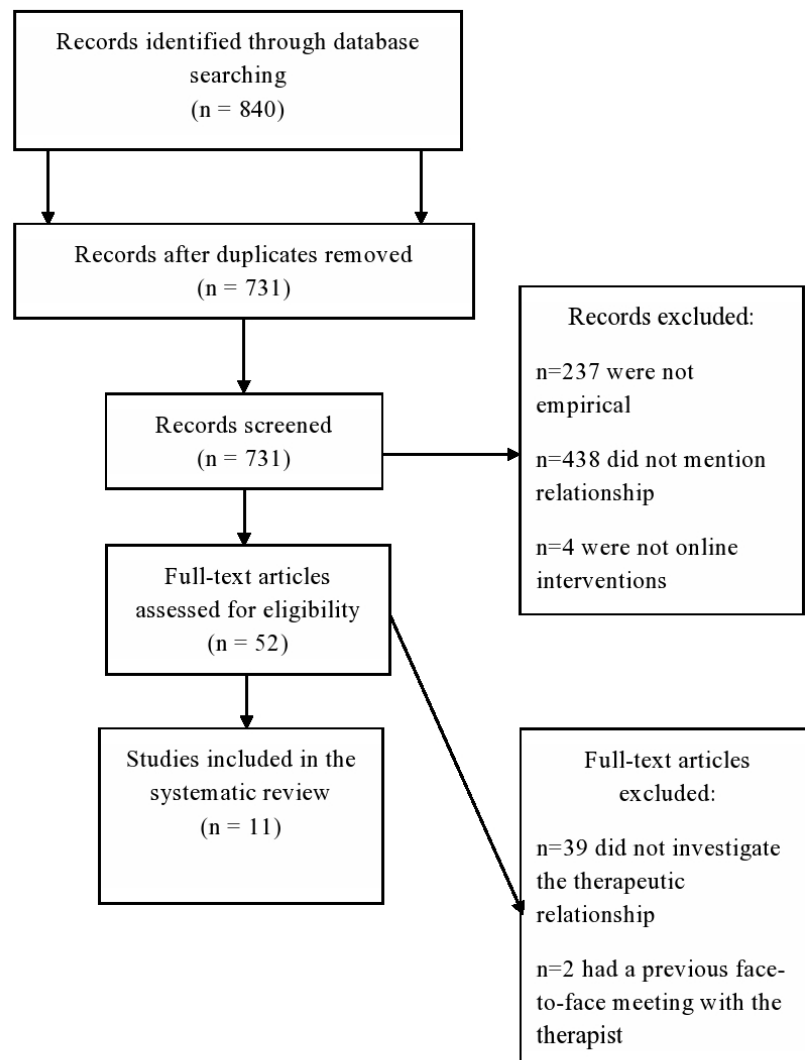 Records identified through database
searching
(n = 840)
Records after duplicates removed
(n = 731)
Records screened
(n = 731)
Records excluded:
n=237 were not
empirical
n=438 did not mention
relationship
n=4 were not online
interventions
Full-text articles
assessed for eligibility
(n = 52)
Studies included in the
systematic review
(n = 11)
Full-text articles
excluded:
n=39 did not investigate
the therapeutic
relationship
n=2 had a previous face-
to-face meeting with the
therapist